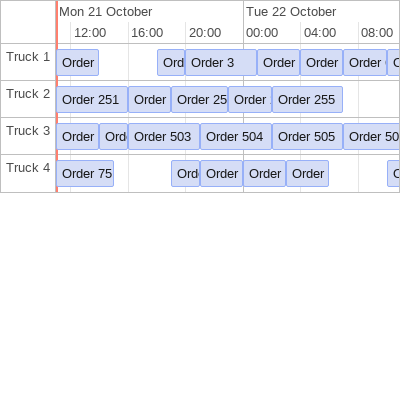 Mon 21 October Tue 22 October
12:00 16:00 20:00 00:00 04:00 08:00
Truck 1 Order Ord Order 3 Order Order Order
Truck 2 Order 251 Order Order 25 Order Order 255
Truck 3 Order Ord Order 503 Order 504 Order 505 Order 50
Truck 4 Order 75 Ord Order Order Order